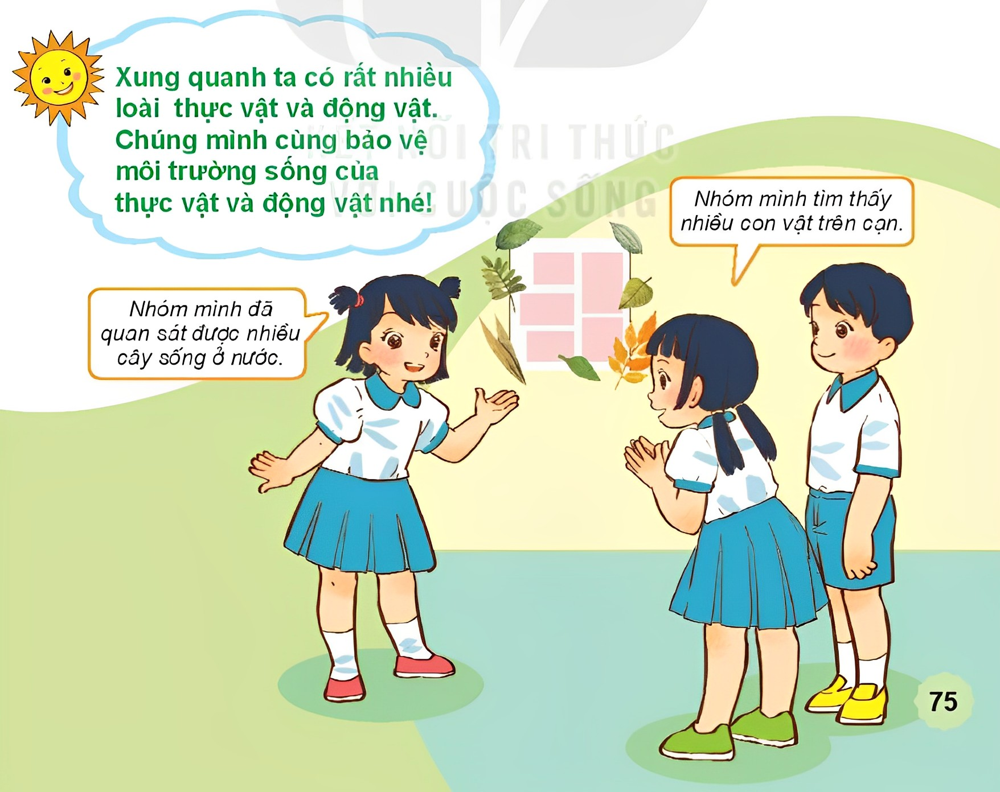 Xung quanh ta có rất nhiều
loài thực vật và động vật.
Chúng mình cùng bảo vệ
môi trường sống của
thực vật và động vật nhé!
KẾT NỐI TRI THỨC
VỚI CUỘC SỐNG
Nhóm mình tìm thấy
nhiều con vật trên cạn.
Nhóm mình đã
quan sát được nhiều
cây sống ở nước.
75